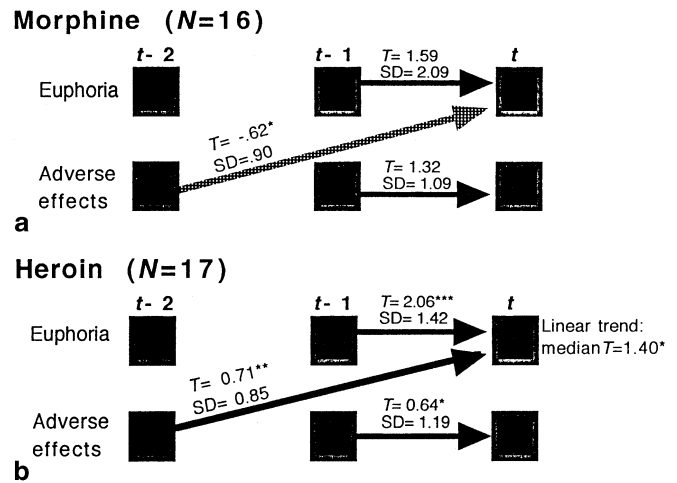 Morphine (N=16)
t- 2
t- 1
t
T= 1.59
SD= 2.09
Euphoria
T= -.62*
SD=.90
T= 1.32
SD= 1.09
Adverse
effects
a
Heroin (N=17)
t- 2
t- 1
t
T= 2.06***
SD= 1.42
Euphoria
Linear trend:
median T=1.40*
T= 0.71**
SD= 0.85
T= 0.64*
SD= 1.19
Adverse
effects
b